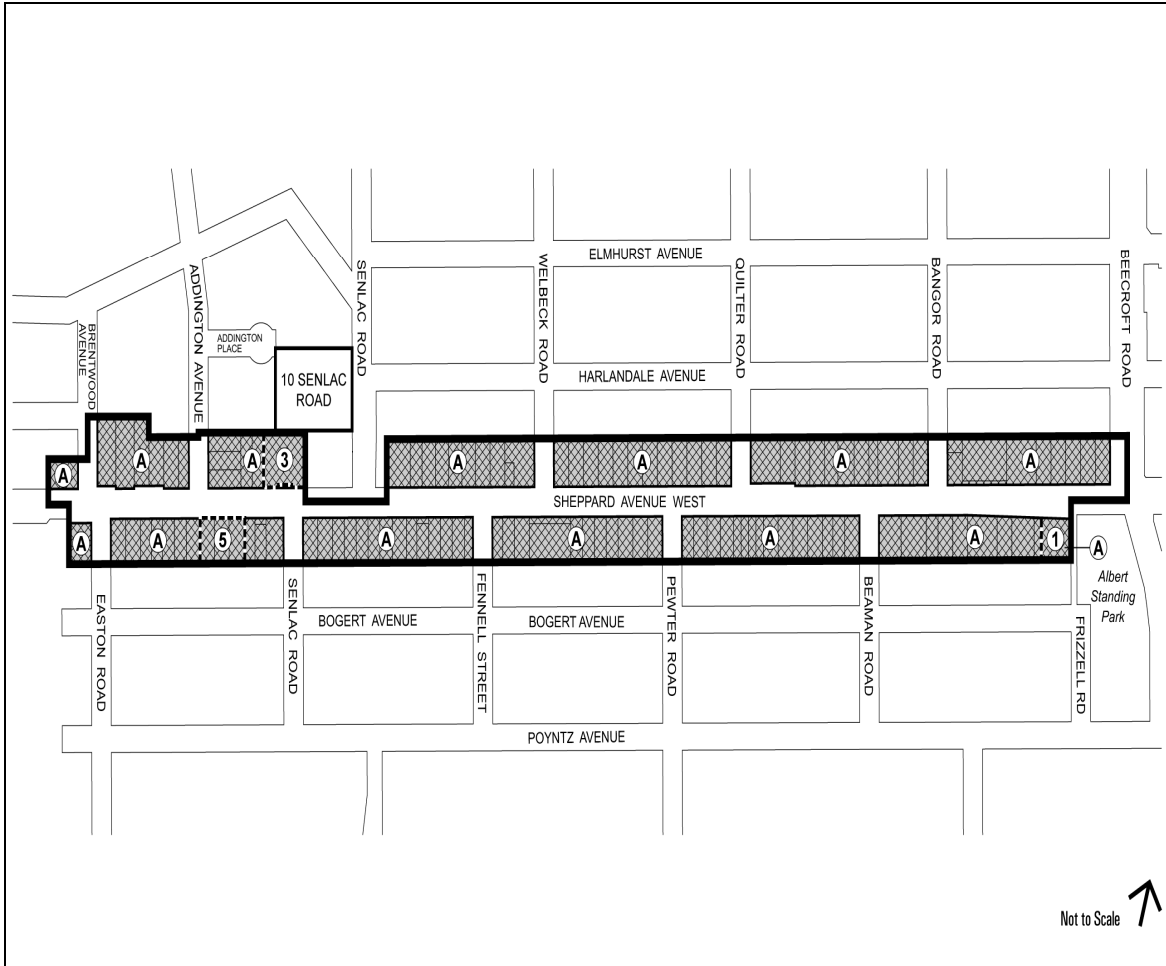 ELMHURST AVENUE
SENLAC ROAD
WELBECK ROAD
QUILTER ROAD
BANGOR ROAD
BEECROFT ROAD
ADDINGTON AVENUE
BRENTWOOD
AVENUE
ADDINGTON
PLACE
10 SENLAC
ROAD
HARLANDALE AVENUE
A
A
A
3
A
A
A
A
SHEPPARD AVENUE WEST
A
A
5
A
A
A
A
1
A
Albert
Standing
Park
EASTON ROAD
SENLAC ROAD
FENNELL STREET
PEWTER ROAD
BEAMAN ROAD
FRIZZELL RD
BOGERT AVENUE
BOGERT AVENUE
POYNTZ AVENUE
Not to Scale